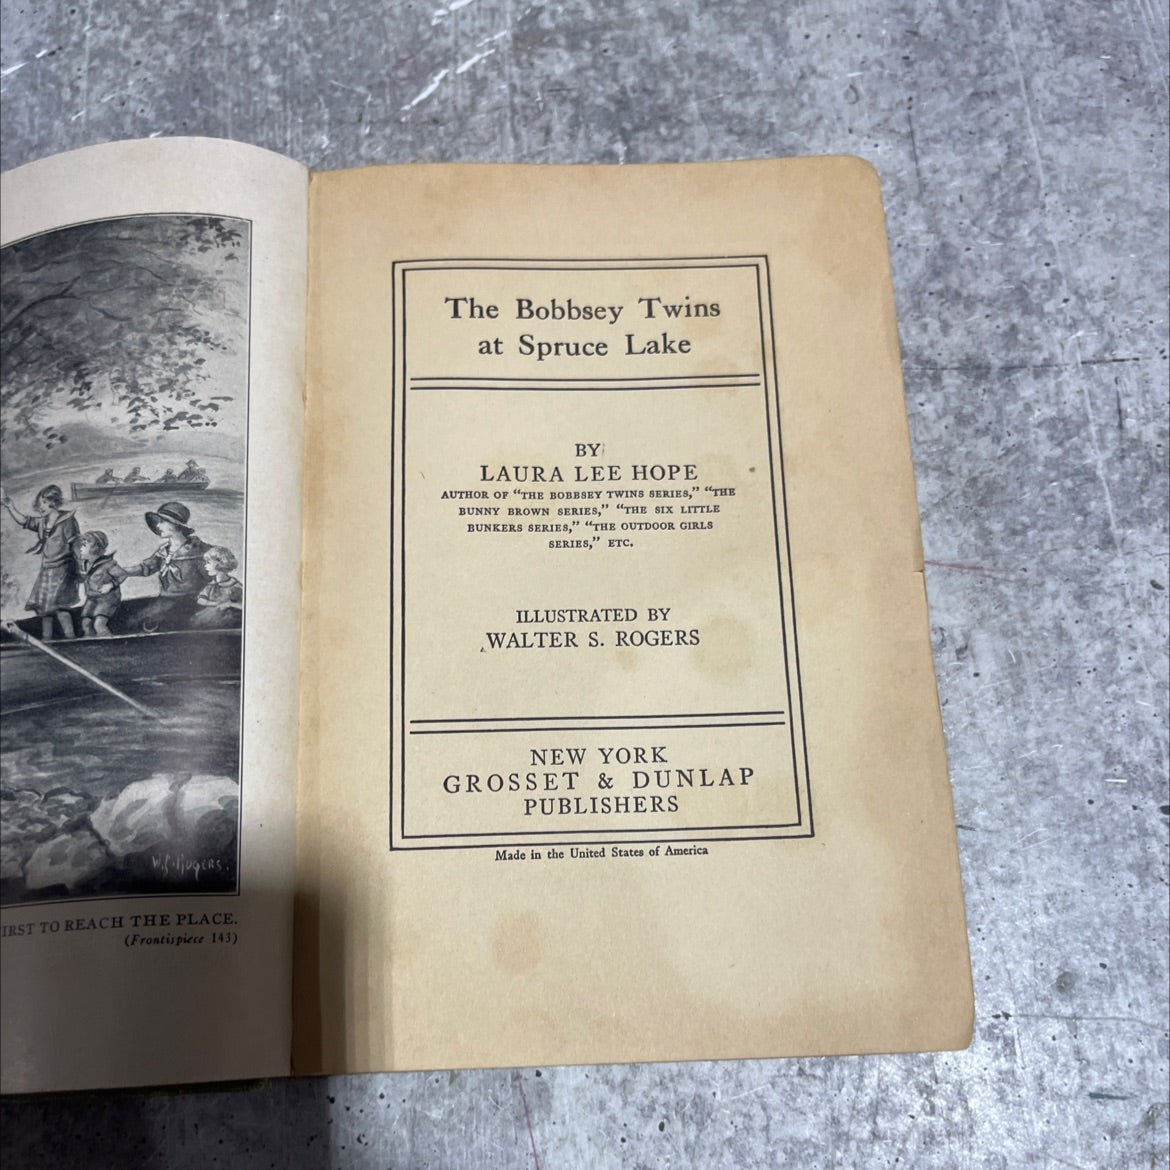 W.S. ROGERS.
IRST TO REACH THE PLACE.
(Frontispiece 143)
The Bobbsey Twins
at Spruce Lake
BY
LAURA LEE HOPE
AUTHOR OF "THE BOBBSEY TWINS SERIES," "THE
BUNNY BROWN SERIES," "THE SIX LITTLE
BUNKERS SERIES," "THE OUTDOOR GIRLS
SERIES," ETC.
ILLUSTRATED BY
WALTER S. ROGERS
NEW YORK
GROSSET & DUNLAP
PUBLISHERS
Made in the United States of America